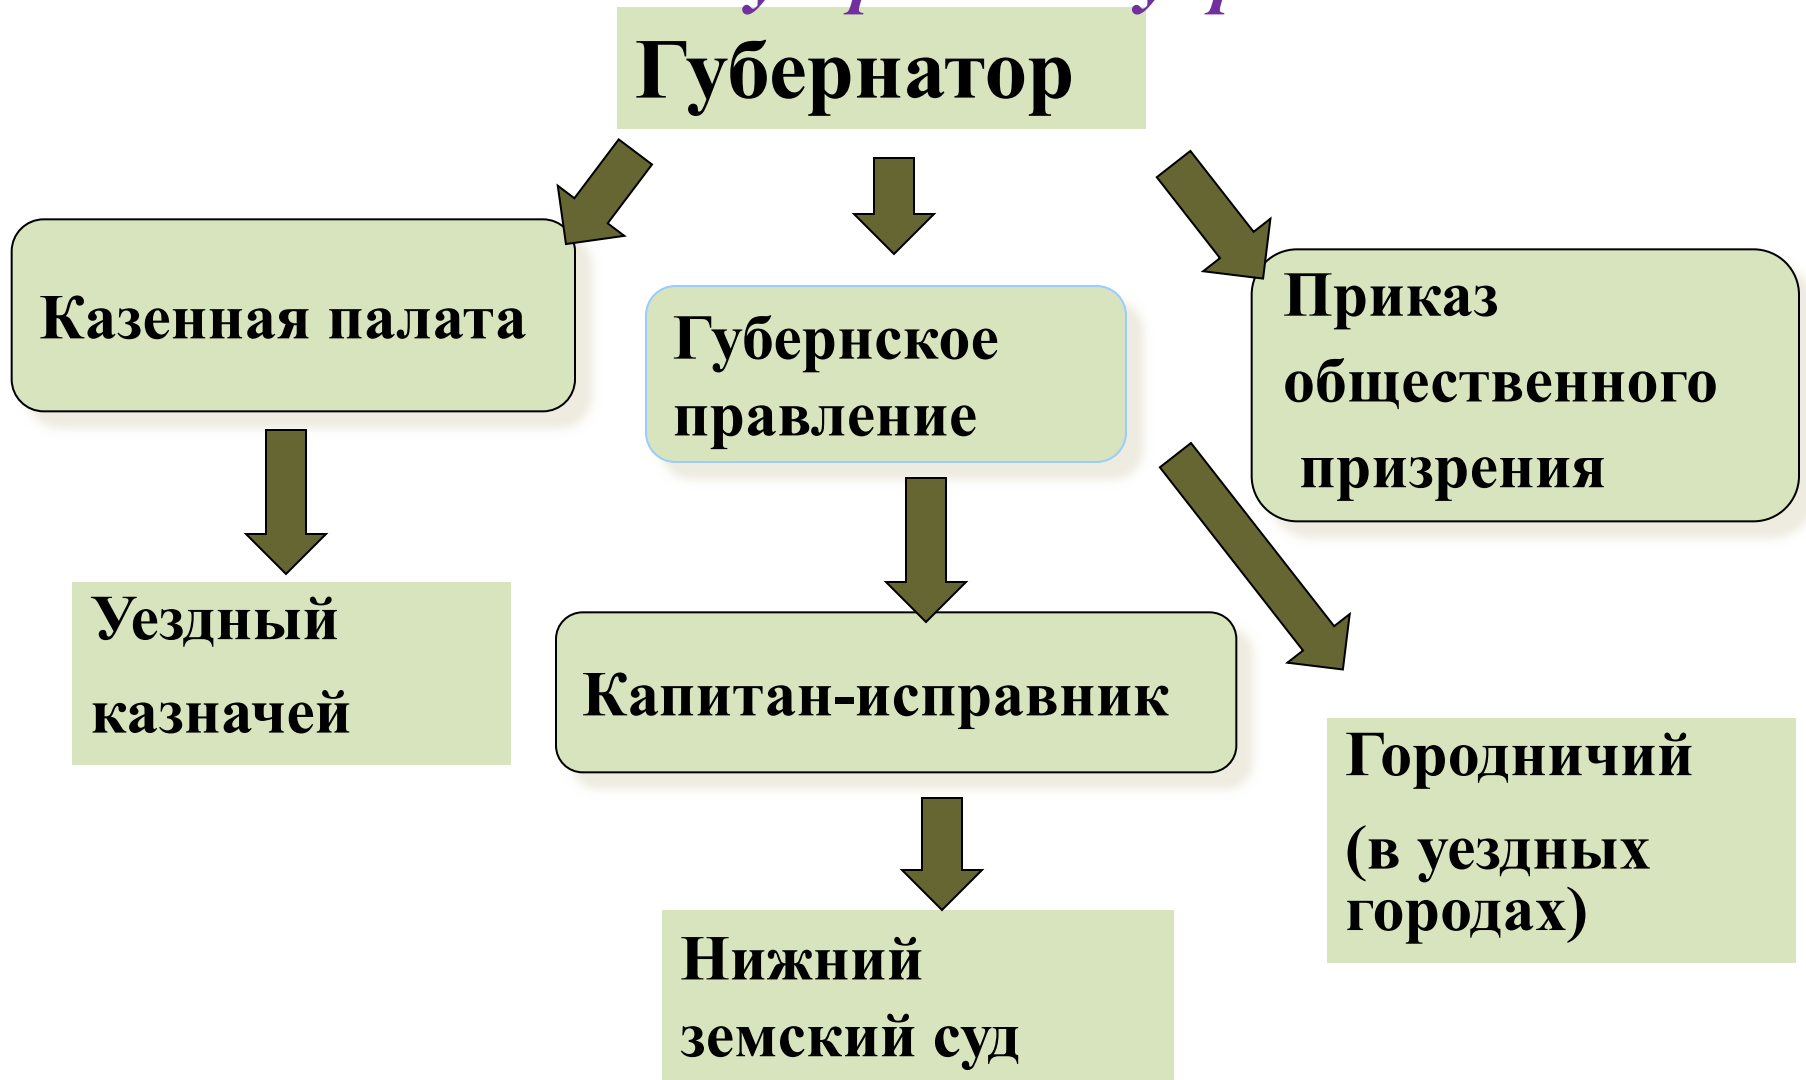 Губернатор
Казенная палата
Губернское
правление
Приказ
общественного
призрения
Уездный
казначей
Капитан-исправник
Городничий
(в уездных
городах)
Нижний
земский суд